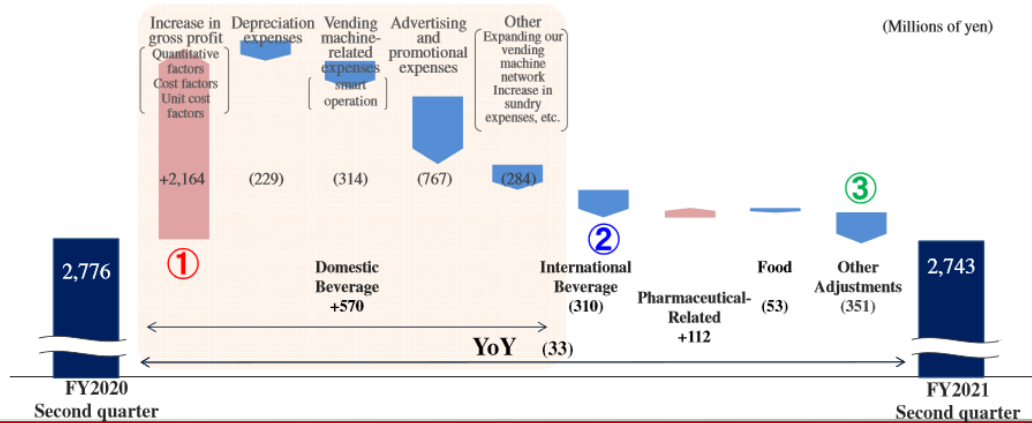 (Millions of yen)
Increase in
gross profit
Quantitative
factors
Cost factors
Unit cost
factors
Depreciation
expenses
Vending
machine-
related
expenses
smart
operation
Advertising
and
promotional
expenses
Other
Expanding our
vending
machine
network
Increase in
sundry
expenses, etc.
+2,164
(229)
(314)
(767)
(284)
①
②
③
2,776
Domestic
Beverage
+570
International
Beverage
(310)
Pharmaceutical-
Related
+112
Food
(53)
Other
Adjustments
(351)
2,743
YoY (33)
FY2020
Second quarter
FY2021
Second quarter